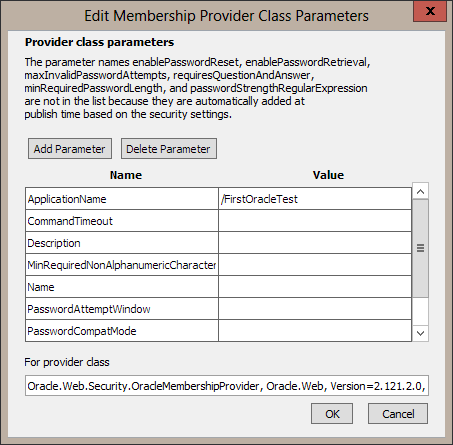 Edit Membership Provider Class Parameters
x
Provider class parameters
The parameter names enablePasswordReset, enablePasswordRetrieval,
maxInvalidPasswordAttempts, requiresQuestionAndAnswer,
minRequiredPasswordLength, and passwordStrengthRegularExpression
are not in the list because they are automatically added at
publish time based on the security settings.
Add Parameter Delete Parameter
Name Value
ApplicationName /FirstOracleTest
CommandTimeout
Description
MinRequiredNonAlphanumericCharacter
Name
PasswordAttemptWindow
PasswordCompatMode
For provider class
Oracle.Web.Security.OracleMembershipProvider, Oracle.Web, Version=2.121.2.0,
OK Cancel